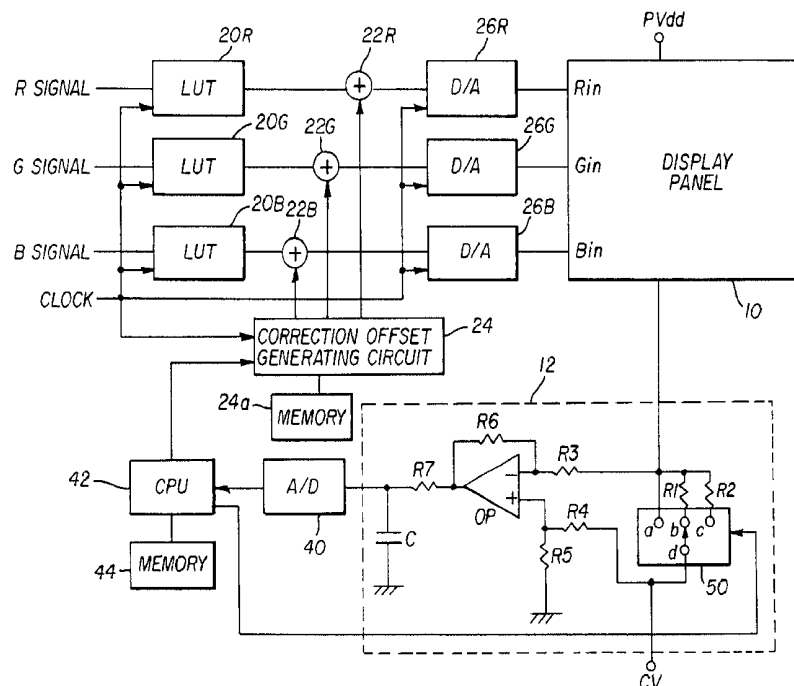 20R
22R
26R
PVdd
R SIGNAL
LUT
+
D/A
Rin
20G
22G
26G
G SIGNAL
LUT
+
D/A
Gin
DISPLAY
PANEL
20B
22B
26B
B SIGNAL
LUT
+
D/A
Bin
CLOCK
10
CORRECTION OFFSET
GENERATING CIRCUIT
24
12
24a
MEMORY
R6
R3
R7
42
CPU
A/D
−
+
OP
R4
R1
R2
a
b
c
40
C
R5
d
44
MEMORY
50
CV